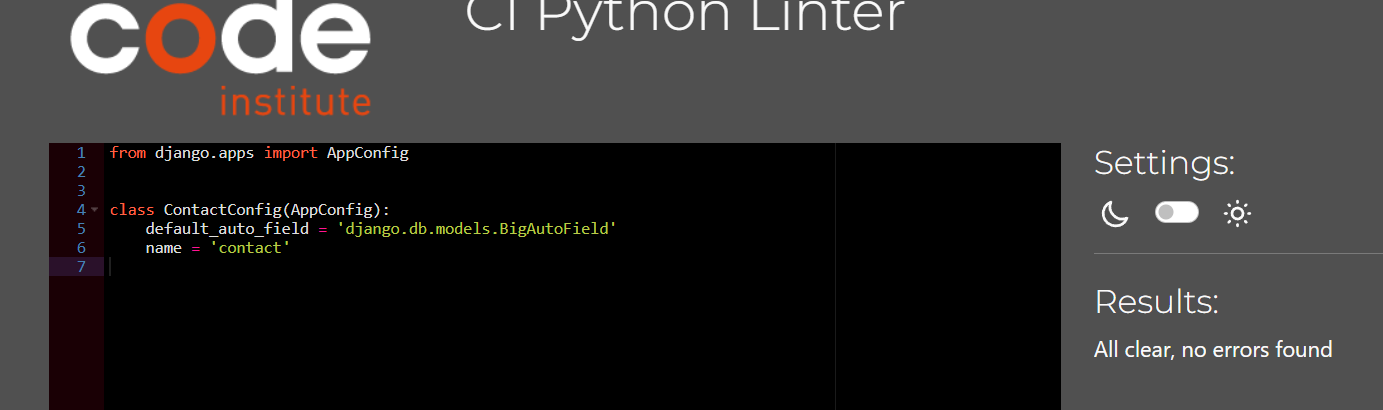 code
institute
CI Python Linter
1 from django.apps import AppConfig
2
3
4 class ContactConfig(AppConfig):
5     default_auto_field = 'django.db.models.BigAutoField'
6     name = 'contact'
7
Settings:
Results:
All clear, no errors found